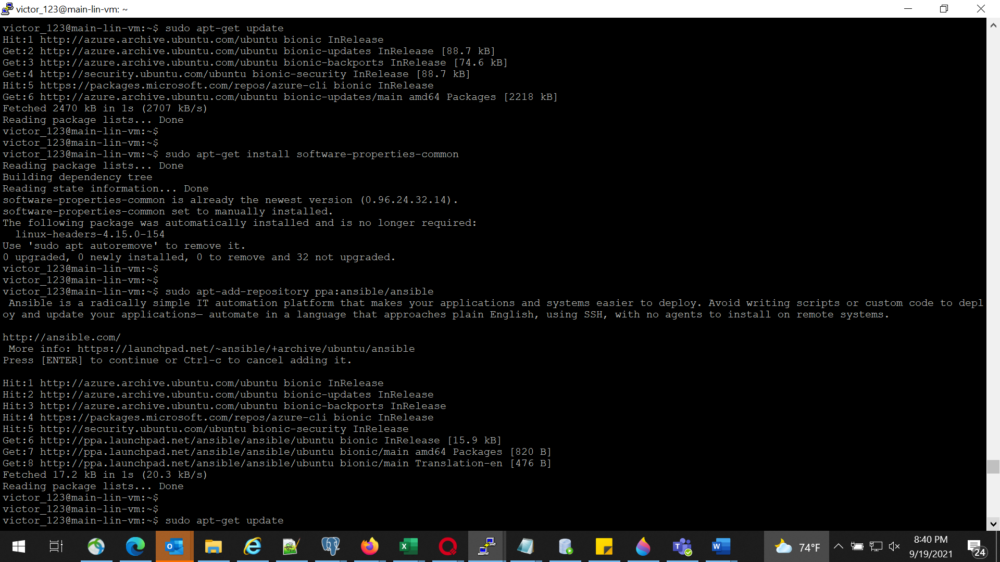 victor_123@main-lin-vm: ~
victor_123@main-lin-vm:~$ sudo apt-get update
Hit:1 http://azure.archive.ubuntu.com/ubuntu bionic InRelease
Get:2 http://azure.archive.ubuntu.com/ubuntu bionic-updates InRelease [88.7 kB]
Get:3 http://azure.archive.ubuntu.com/ubuntu bionic-backports InRelease [74.6 kB]
Get:4 http://security.ubuntu.com/ubuntu bionic-security InRelease [88.7 kB]
Hit:5 https://packages.microsoft.com/repos/azure-cli bionic InRelease
Get:6 http://azure.archive.ubuntu.com/ubuntu bionic-updates/main amd64 Packages [2218 kB]
Fetched 2470 kB in 1s (2707 kB/s)
Reading package lists... Done
victor_123@main-lin-vm:~$
victor_123@main-lin-vm:~$
victor_123@main-lin-vm:~$ sudo apt-get install software-properties-common
Reading package lists... Done
Building dependency tree
Reading state information... Done
software-properties-common is already the newest version (0.96.24.32.14).
software-properties-common set to manually installed.
The following package was automatically installed and is no longer required:
  linux-headers-4.15.0-154
Use 'sudo apt autoremove' to remove it.
0 upgraded, 0 newly installed, 0 to remove and 32 not upgraded.
victor_123@main-lin-vm:~$
victor_123@main-lin-vm:~$
victor_123@main-lin-vm:~$ sudo apt-add-repository ppa:ansible/ansible
 Ansible is a radically simple IT automation platform that makes your applications and systems easier to deploy. Avoid writing scripts or custom code to depl
oy and update your applications— automate in a language that approaches plain English, using SSH, with no agents to install on remote systems.
http://ansible.com/
 More info: https://launchpad.net/~ansible/+archive/ubuntu/ansible
Press [ENTER] to continue or Ctrl-c to cancel adding it.
Hit:1 http://azure.archive.ubuntu.com/ubuntu bionic InRelease
Hit:2 http://azure.archive.ubuntu.com/ubuntu bionic-updates InRelease
Hit:3 http://azure.archive.ubuntu.com/ubuntu bionic-backports InRelease
Hit:4 https://packages.microsoft.com/repos/azure-cli bionic InRelease
Hit:5 http://security.ubuntu.com/ubuntu bionic-security InRelease
Get:6 http://ppa.launchpad.net/ansible/ansible/ubuntu bionic InRelease [15.9 kB]
Get:7 http://ppa.launchpad.net/ansible/ansible/ubuntu bionic/main amd64 Packages [820 B]
Get:8 http://ppa.launchpad.net/ansible/ansible/ubuntu bionic/main Translation-en [476 B]
Fetched 17.2 kB in 1s (20.3 kB/s)
Reading package lists... Done
victor_123@main-lin-vm:~$
victor_123@main-lin-vm:~$
victor_123@main-lin-vm:~$ sudo apt-get update
74°F
8:40 PM
9/19/2021
24